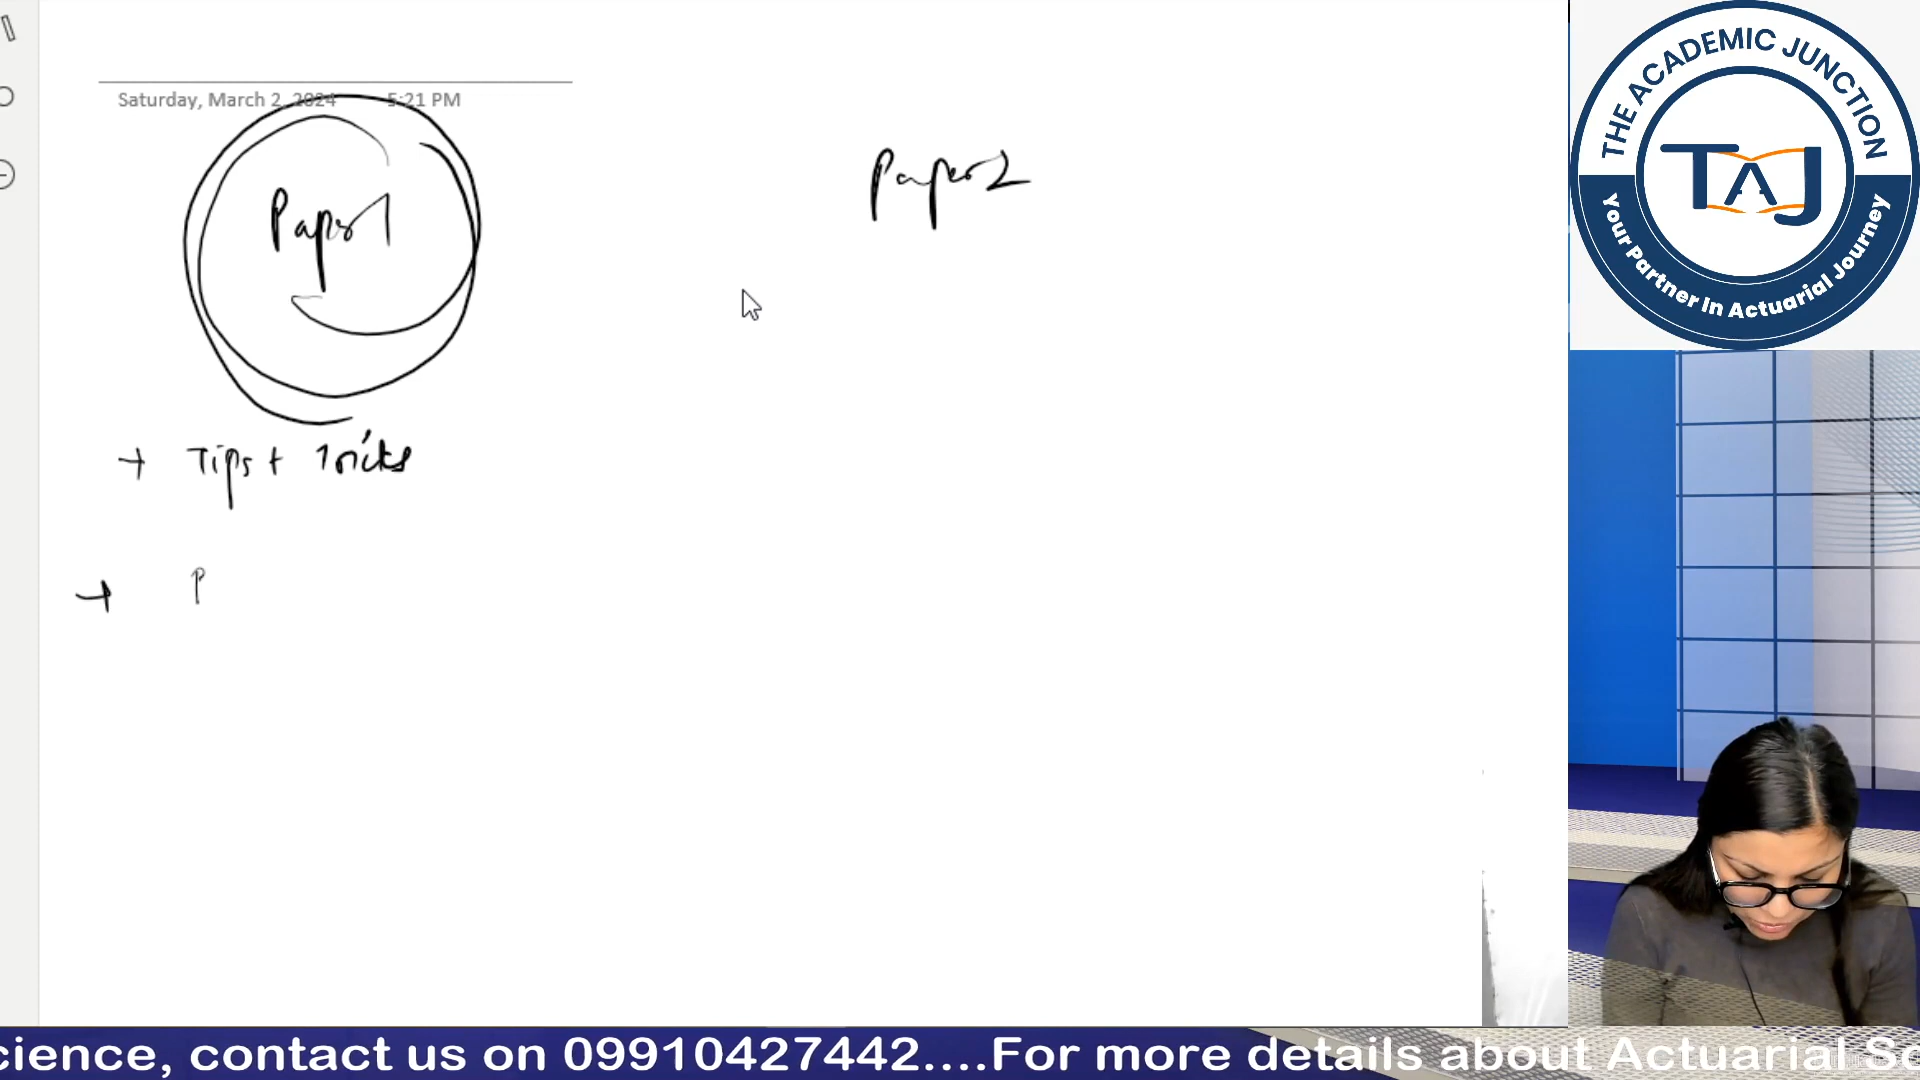 Saturday, March 2, 2024 5:21 PM
Paper 1
Paper 2
→ Tips + Tricks
→ P
THE ACADEMIC JUNCTION
TAJ
Your Partner In Actuarial Journey
cience, contact us on 09910427442....For more details about Actuarial Sc